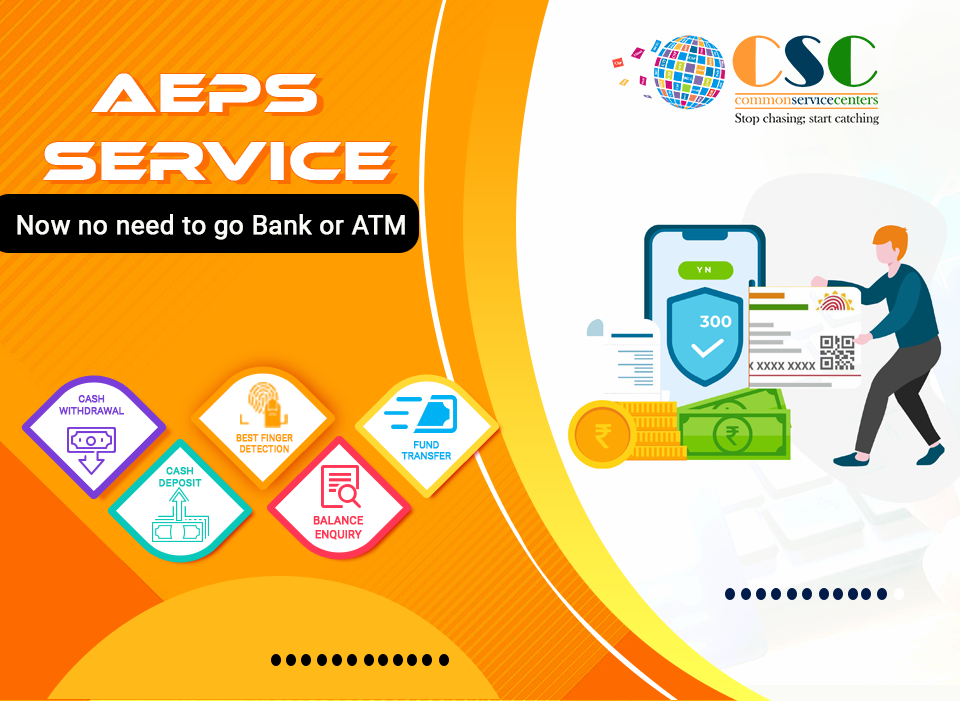 AEPS
SERVICE
Now no need to go Bank or ATM
CSC
commonservicecenters
Stop chasing; start catching
YN
300
X XXXX XXXX
CASH
WITHDRAWAL
CASH
DEPOSIT
BEST FINGER
DETECTION
BALANCE
ENQUIRY
FUND
TRANSFER
₹
₹